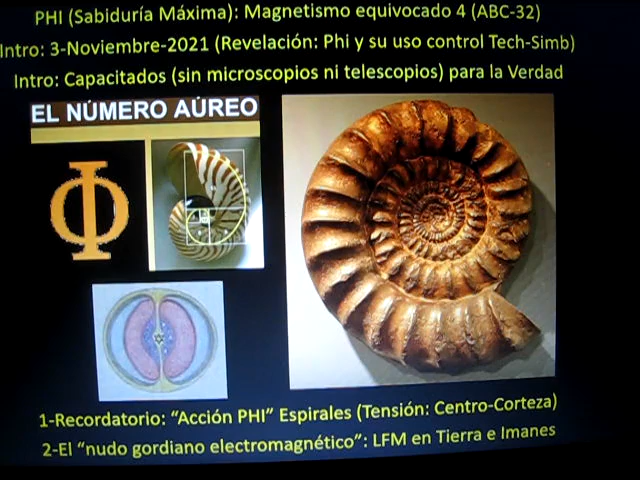 PHI (Sabiduría Máxima): Magnetismo equivocado 4 (ABC-32)
Intro: 3-Noviembre-2021 (Revelación: Phi y su uso control Tech-Simb)
Intro: Capacitados (sin microscopios ni telescopios) para la Verdad
EL NÚMERO AÚREO
Φ
1-Recordatorio: “Acción PHI” Espirales (Tensión: Centro-Corteza)
2-El “nudo gordiano electromagnético”: LFM en Tierra e Imanes